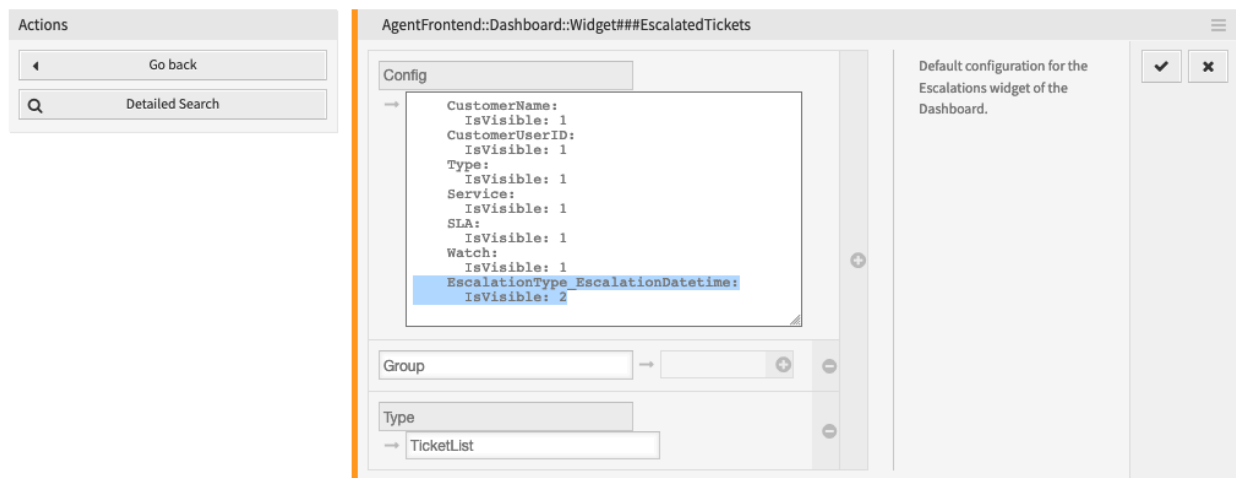 Actions
Go back
Detailed Search
AgentFrontend::Dashboard::Widget###EscalatedTickets
Config
CustomerName:
IsVisible: 1
CustomerUserID:
IsVisible: 1
Type:
IsVisible: 1
Service:
IsVisible: 1
SLA:
IsVisible: 1
Watch:
IsVisible: 1
EscalationType_EscalationDatetime:
IsVisible: 2
Group
Type
TicketList
Default configuration for the
Escalations widget of the
Dashboard.